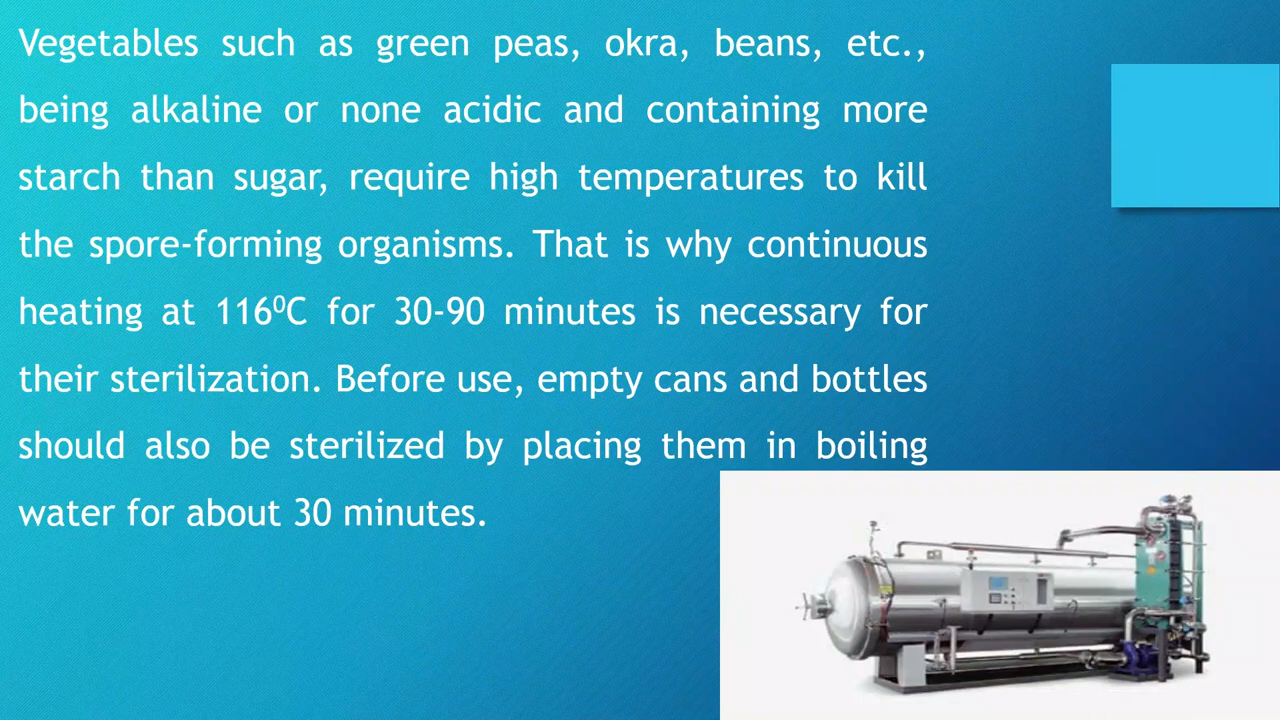 Vegetables such as green peas, okra, beans, etc.,
being alkaline or none acidic and containing more
starch than sugar, require high temperatures to kill
the spore-forming organisms. That is why continuous
heating at 116⁰C for 30-90 minutes is necessary for
their sterilization. Before use, empty cans and bottles
should also be sterilized by placing them in boiling
water for about 30 minutes.